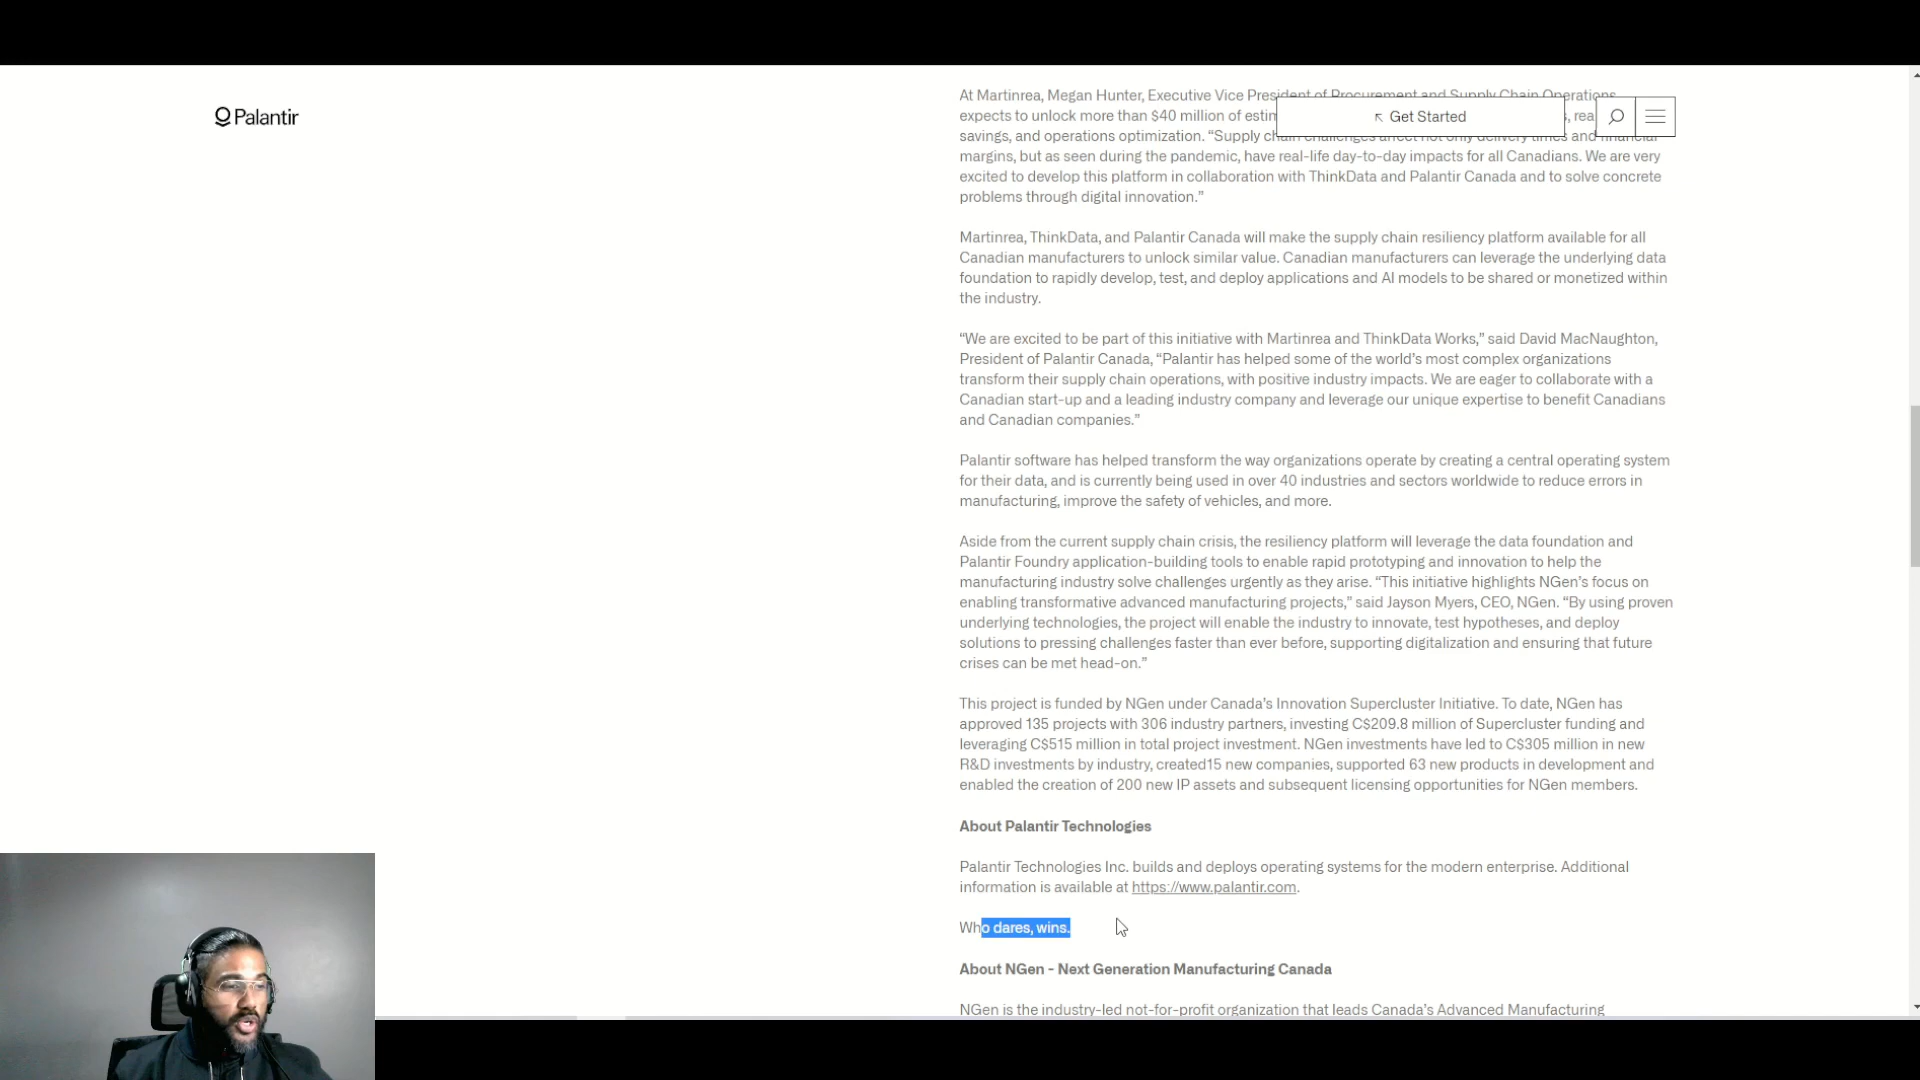 At Martinrea, Megan Hunter, Executive Vice President of Procurement and Supply Chain Operations,
Palantir
Get Started
expects to unlock more than $40 million of estim
, rea
savings, and operations optimization. “Supply chain challenges affect not only delivery times and financial
margins, but as seen during the pandemic, have real-life day-to-day impacts for all Canadians. We are very
excited to develop this platform in collaboration with ThinkData and Palantir Canada and to solve concrete
problems through digital innovation.”
Martinrea, ThinkData, and Palantir Canada will make the supply chain resiliency platform available for all
Canadian manufacturers to unlock similar value. Canadian manufacturers can leverage the underlying data
foundation to rapidly develop, test, and deploy applications and AI models to be shared or monetized within
the industry.
“We are excited to be part of this initiative with Martinrea and ThinkData Works,” said David MacNaughton,
President of Palantir Canada, “Palantir has helped some of the world’s most complex organizations
transform their supply chain operations, with positive industry impacts. We are eager to collaborate with a
Canadian start-up and a leading industry company and leverage our unique expertise to benefit Canadians
and Canadian companies.”
Palantir software has helped transform the way organizations operate by creating a central operating system
for their data, and is currently being used in over 40 industries and sectors worldwide to reduce errors in
manufacturing, improve the safety of vehicles, and more.
Aside from the current supply chain crisis, the resiliency platform will leverage the data foundation and
Palantir Foundry application-building tools to enable rapid prototyping and innovation to help the
manufacturing industry solve challenges urgently as they arise. “This initiative highlights NGen’s focus on
enabling transformative advanced manufacturing projects,” said Jayson Myers, CEO, NGen. “By using proven
underlying technologies, the project will enable the industry to innovate, test hypotheses, and deploy
solutions to pressing challenges faster than ever before, supporting digitalization and ensuring that future
crises can be met head-on.”
This project is funded by NGen under Canada’s Innovation Supercluster Initiative. To date, NGen has
approved 135 projects with 306 industry partners, investing C$209.8 million of Supercluster funding and
leveraging C$515 million in total project investment. NGen investments have led to C$305 million in new
R&D investments by industry, created15 new companies, supported 63 new products in development and
enabled the creation of 200 new IP assets and subsequent licensing opportunities for NGen members.
About Palantir Technologies
Palantir Technologies Inc. builds and deploys operating systems for the modern enterprise. Additional
information is available at https://www.palantir.com.
Who dares, wins.
About NGen - Next Generation Manufacturing Canada
NGen is the industry-led not-for-profit organization that leads Canada’s Advanced Manufacturing